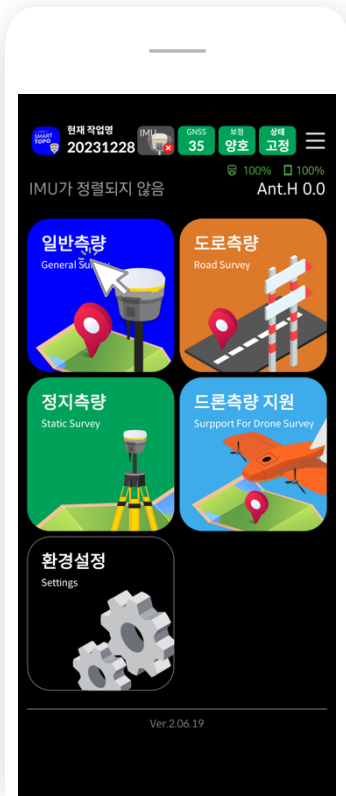 SMART
TOPO
현재 작업명
20231228
IMU
GNSS
35
보정
양호
상태
고정
100%
100%
IMU가 정렬되지 않음
Ant.H 0.0
일반측량
General Survey
도로측량
Road Survey
정지측량
Static Survey
드론측량 지원
Surpport For Drone Survey
환경설정
Settings
Ver.2.06.19